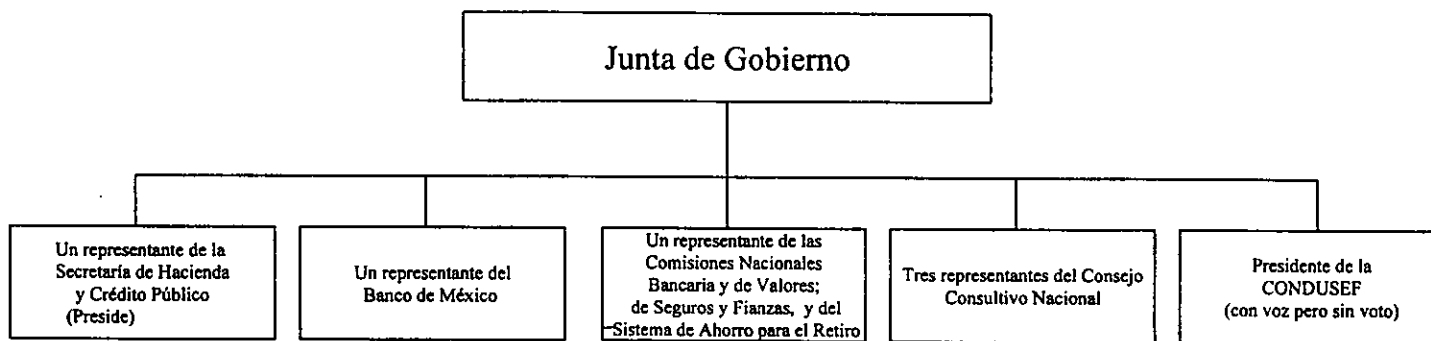 Junta de Gobierno
Un representante de la
Secretaría de Hacienda
y Crédito Público
(Preside)
Un representante del
Banco de México
Un representante de las
Comisiones Nacionales
Bancaria y de Valores;
de Seguros y Fianzas, y del
Sistema de Ahorro para el Retiro
Tres representantes del Consejo
Consultivo Nacional
Presidente de la
CONDUSEF
(con voz pero sin voto)